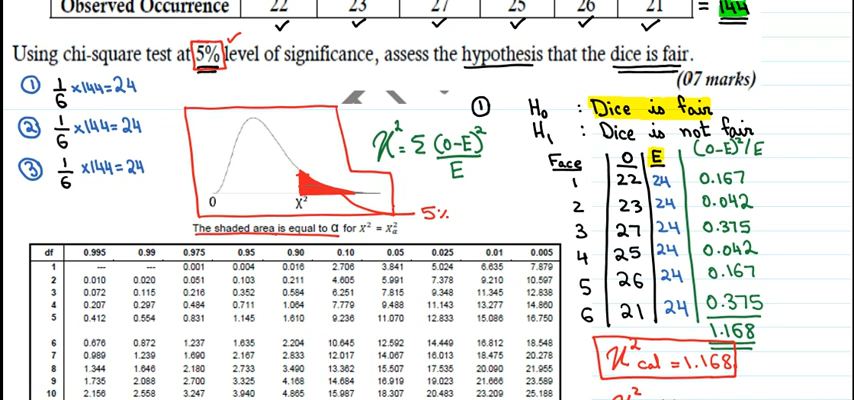 Observed Occurrence 22 23 27 25 26 21 = 144
Using chi-square test at 5% level of significance, assess the hypothesis that the dice is fair.
(07 marks)
① 1/6 × 144 = 24
② 1/6 × 144 = 24
③ 1/6 × 144 = 24
0 X²
5%
The shaded area is equal to α for X² = X²α
χ² = Σ (O-E)²/E
① H₀ : Dice is fair
H₁ : Dice is not fair
Face O E (O-E)²/E
1 22 24 0.167
2 23 24 0.042
3 27 24 0.375
4 25 24 0.042
5 26 24 0.167
6 21 24 0.375
1.168
χ² cal = 1.168
df 0.995 0.99 0.975 0.95 0.90 0.10 0.05 0.025 0.01 0.005
1 --- --- 0.001 0.004 0.016 2.706 3.841 5.024 6.635 7.879
2 0.010 0.020 0.051 0.103 0.211 4.605 5.991 7.378 9.210 10.597
3 0.072 0.115 0.216 0.352 0.584 6.251 7.815 9.348 11.345 12.838
4 0.207 0.297 0.484 0.711 1.064 7.779 9.488 11.143 13.277 14.860
5 0.412 0.554 0.831 1.145 1.610 9.236 11.070 12.833 15.086 16.750
6 0.676 0.872 1.237 1.635 2.204 10.645 12.592 14.449 16.812 18.548
7 0.989 1.239 1.690 2.167 2.833 12.017 14.067 16.013 18.475 20.278
8 1.344 1.646 2.180 2.733 3.490 13.362 15.507 17.535 20.090 21.955
9 1.735 2.088 2.700 3.325 4.168 14.684 16.919 19.023 21.666 23.589
10 2.156 2.558 3.247 3.940 4.865 15.987 18.307 20.483 23.209 25.188